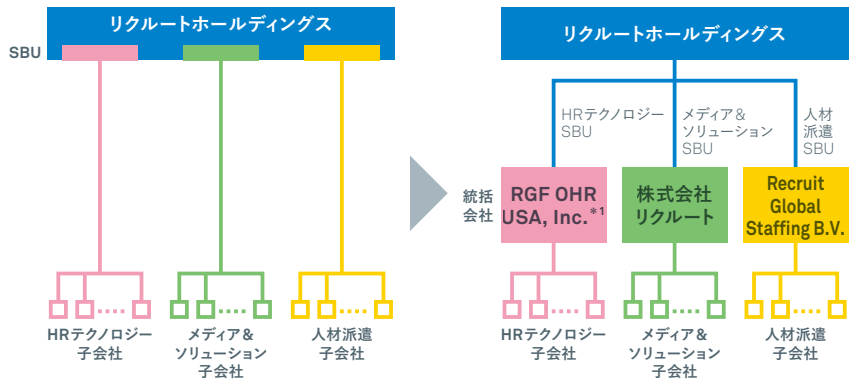 リクルートホールディングス
SBU
HRテクノロジー
子会社
メディア&
ソリューション
子会社
人材派遣
子会社
リクルートホールディングス
HRテクノロジー
SBU
メディア&
ソリューション
SBU
人材
派遣
SBU
統括
会社
RGF OHR
USA, Inc.*1
株式会社
リクルート
Recruit
Global
Staffing B.V.
HRテクノロジー
子会社
メディア&
ソリューション
子会社
人材派遣
子会社